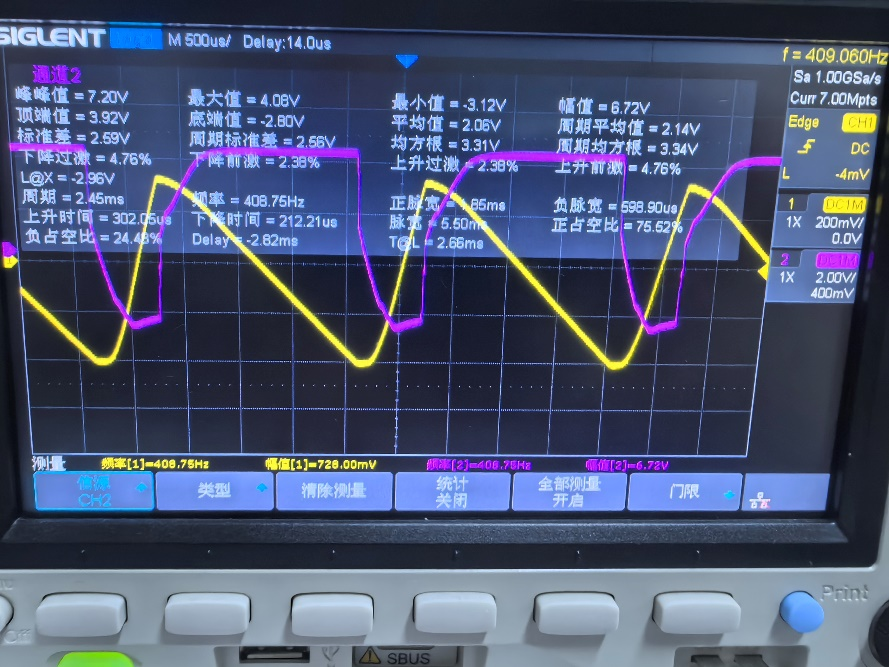 SIGLENT M 500us/ Delay:14.0us
f = 409.060Hz
Sa 1.00GSa/s
Curr 7.00Mpts
Edge CH1
DC
L -4mV
1 DC1M
1X 200mV/
0.0V
2 DC1M
1X 2.00V/
400mV
通道2
峰峰值 = 7.20V 最大值 = 4.08V 最小值 = -3.12V 幅值 = 6.72V
顶端值 = 3.92V 底端值 = -2.80V 平均值 = 2.06V 周期平均值 = 2.14V
标准差 = 2.59V 周期标准差 = 2.56V 均方根 = 3.31V 周期均方根 = 3.34V
下降过激 = 4.76% 下降前激 = 2.38% 上升过激 = 2.38% 上升前激 = 4.76%
L@X = -2.96V
周期 = 2.45ms 频率 = 408.75Hz 正脉宽 = 1.85ms 负脉宽 = 598.90us
上升时间 = 302.05us 下降时间 = 212.21us 脉宽 = 5.50ms 正占空比 = 75.52%
负占空比 = 24.48% Delay = -2.82ms T@L = 2.66ms
测量 频率[1]=408.75Hz 幅值[1]=728.00mV 频率[2]=408.75Hz 幅值[2]=6.72V
信源 CH2
类型
清除测量
统计 关闭
全部测量 开启
门限
Print
Off
SBUS